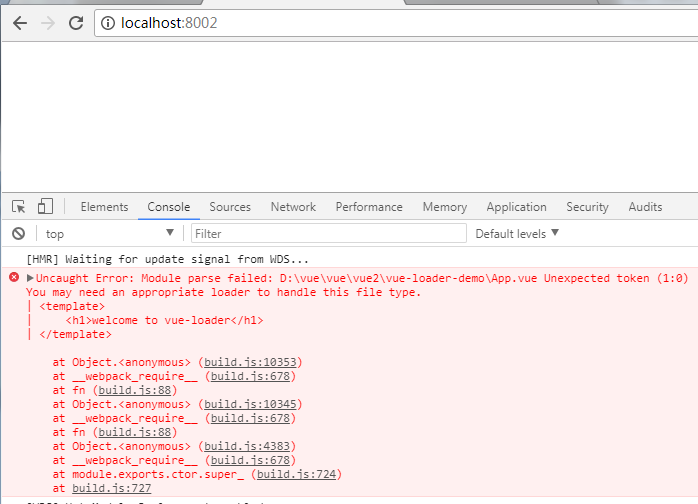 localhost:8002
Elements Console Sources Network Performance Memory Application Security Audits
top Filter Default levels
[HMR] Waiting for update signal from WDS...
Uncaught Error: Module parse failed: D:\vue\vue\vue2\vue-loader-demo\App.vue Unexpected token (1:0)
You may need an appropriate loader to handle this file type.
| <template>
|     <h1>welcome to vue-loader</h1>
| </template>
at Object.<anonymous> (build.js:10353)
at __webpack_require__ (build.js:678)
at fn (build.js:88)
at Object.<anonymous> (build.js:10345)
at __webpack_require__ (build.js:678)
at fn (build.js:88)
at Object.<anonymous> (build.js:4383)
at __webpack_require__ (build.js:678)
at module.exports.ctor.super_ (build.js:724)
at build.js:727